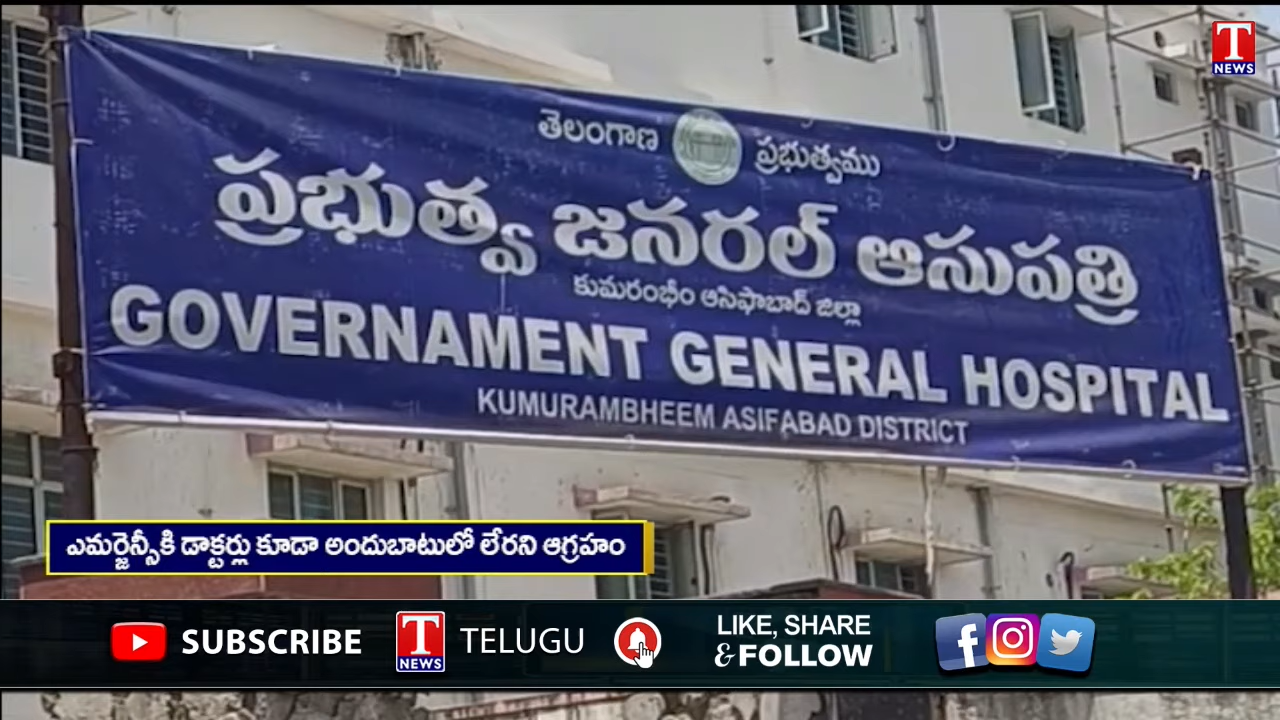 T
NEWS
తెలంగాణ ప్రభుత్వము
ప్రభుత్వ జనరల్ ఆసుపత్రి
కుమరంభీం ఆసిఫాబాద్ జిల్లా
GOVERNAMENT GENERAL HOSPITAL
KUMURAMBHEEM ASIFABAD DISTRICT
ఎమర్జెన్సీకి డాక్టర్లు కూడా అందుబాటులో లేరని ఆగ్రహం
SUBSCRIBE T NEWS TELUGU
LIKE, SHARE
& FOLLOW